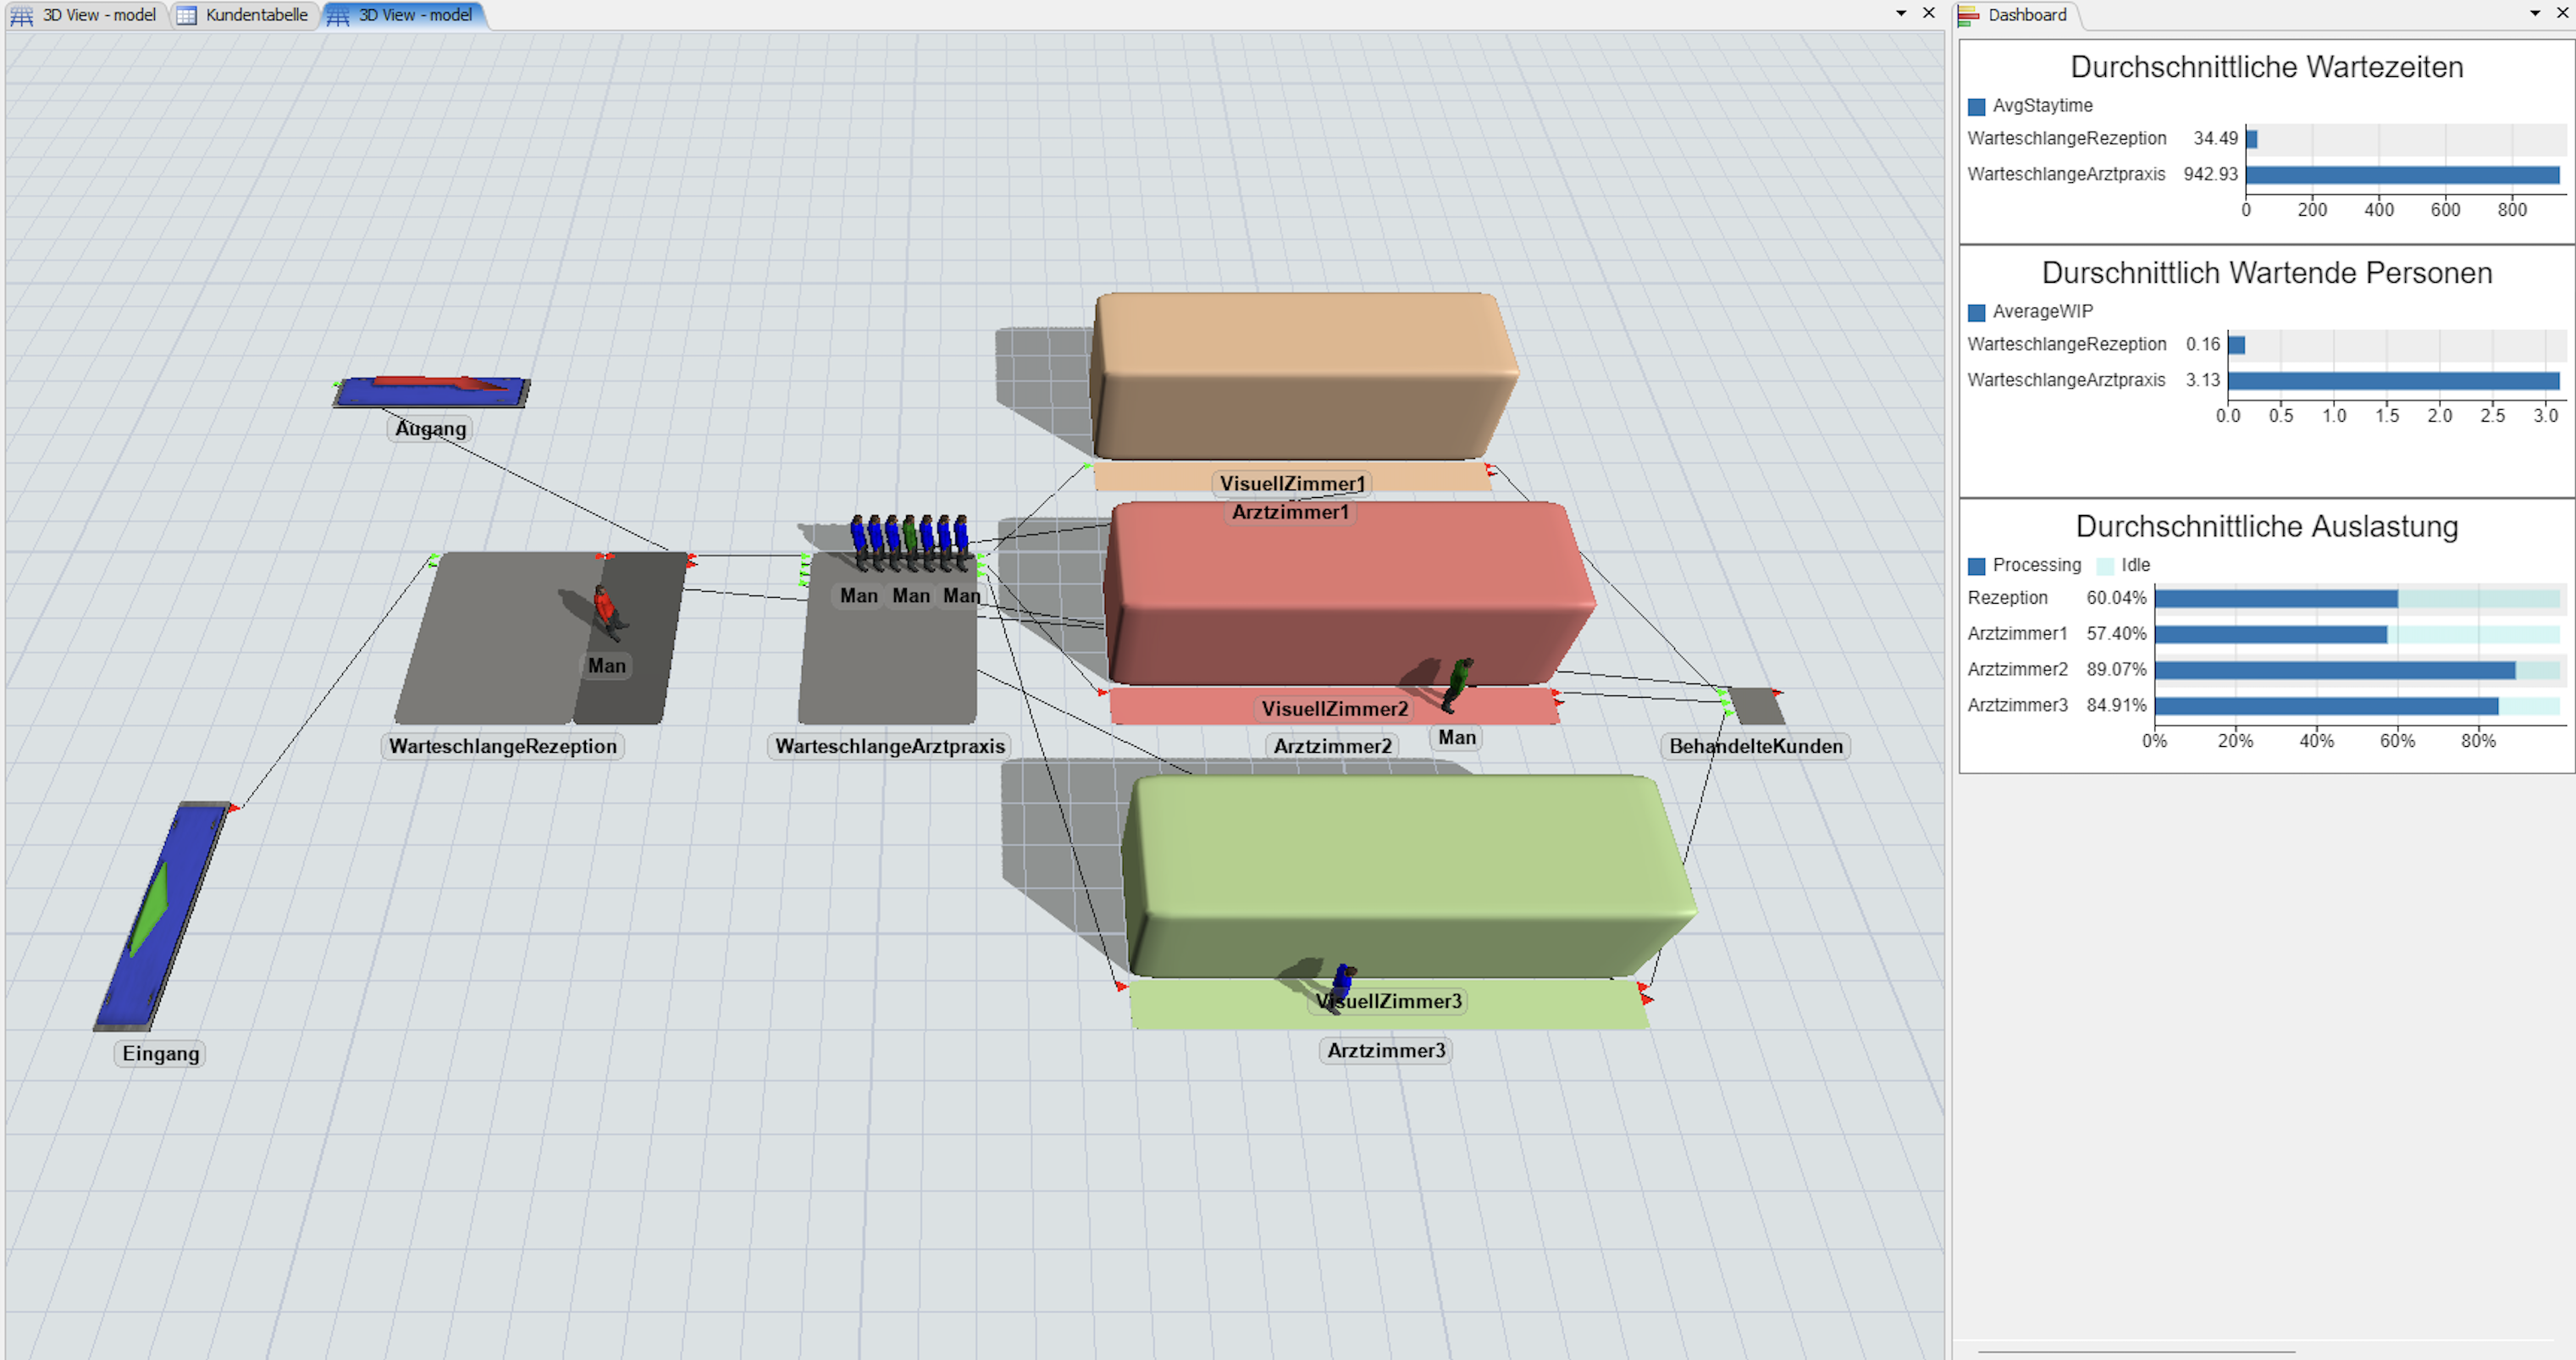 3D View - model
Kundentabelle
3D View - model
Dashboard
Augang
VisuellZimmer1
Arztzimmer1
Man
Man
Man
Man
VisuellZimmer2
Man
WarteschlangeRezeption
WarteschlangeArztpraxis
Arztzimmer2
BehandelteKunden
VisuellZimmer3
Eingang
Arztzimmer3
Durchschnittliche Wartezeiten
AvgStaytime
WarteschlangeRezeption 34.49
WarteschlangeArztpraxis 942.93
0 200 400 600 800
Durschnittlich Wartende Personen
AverageWIP
WarteschlangeRezeption 0.16
WarteschlangeArztpraxis 3.13
0.0 0.5 1.0 1.5 2.0 2.5 3.0
Durchschnittliche Auslastung
Processing Idle
Rezeption 60.04%
Arztzimmer1 57.40%
Arztzimmer2 89.07%
Arztzimmer3 84.91%
0% 20% 40% 60% 80%